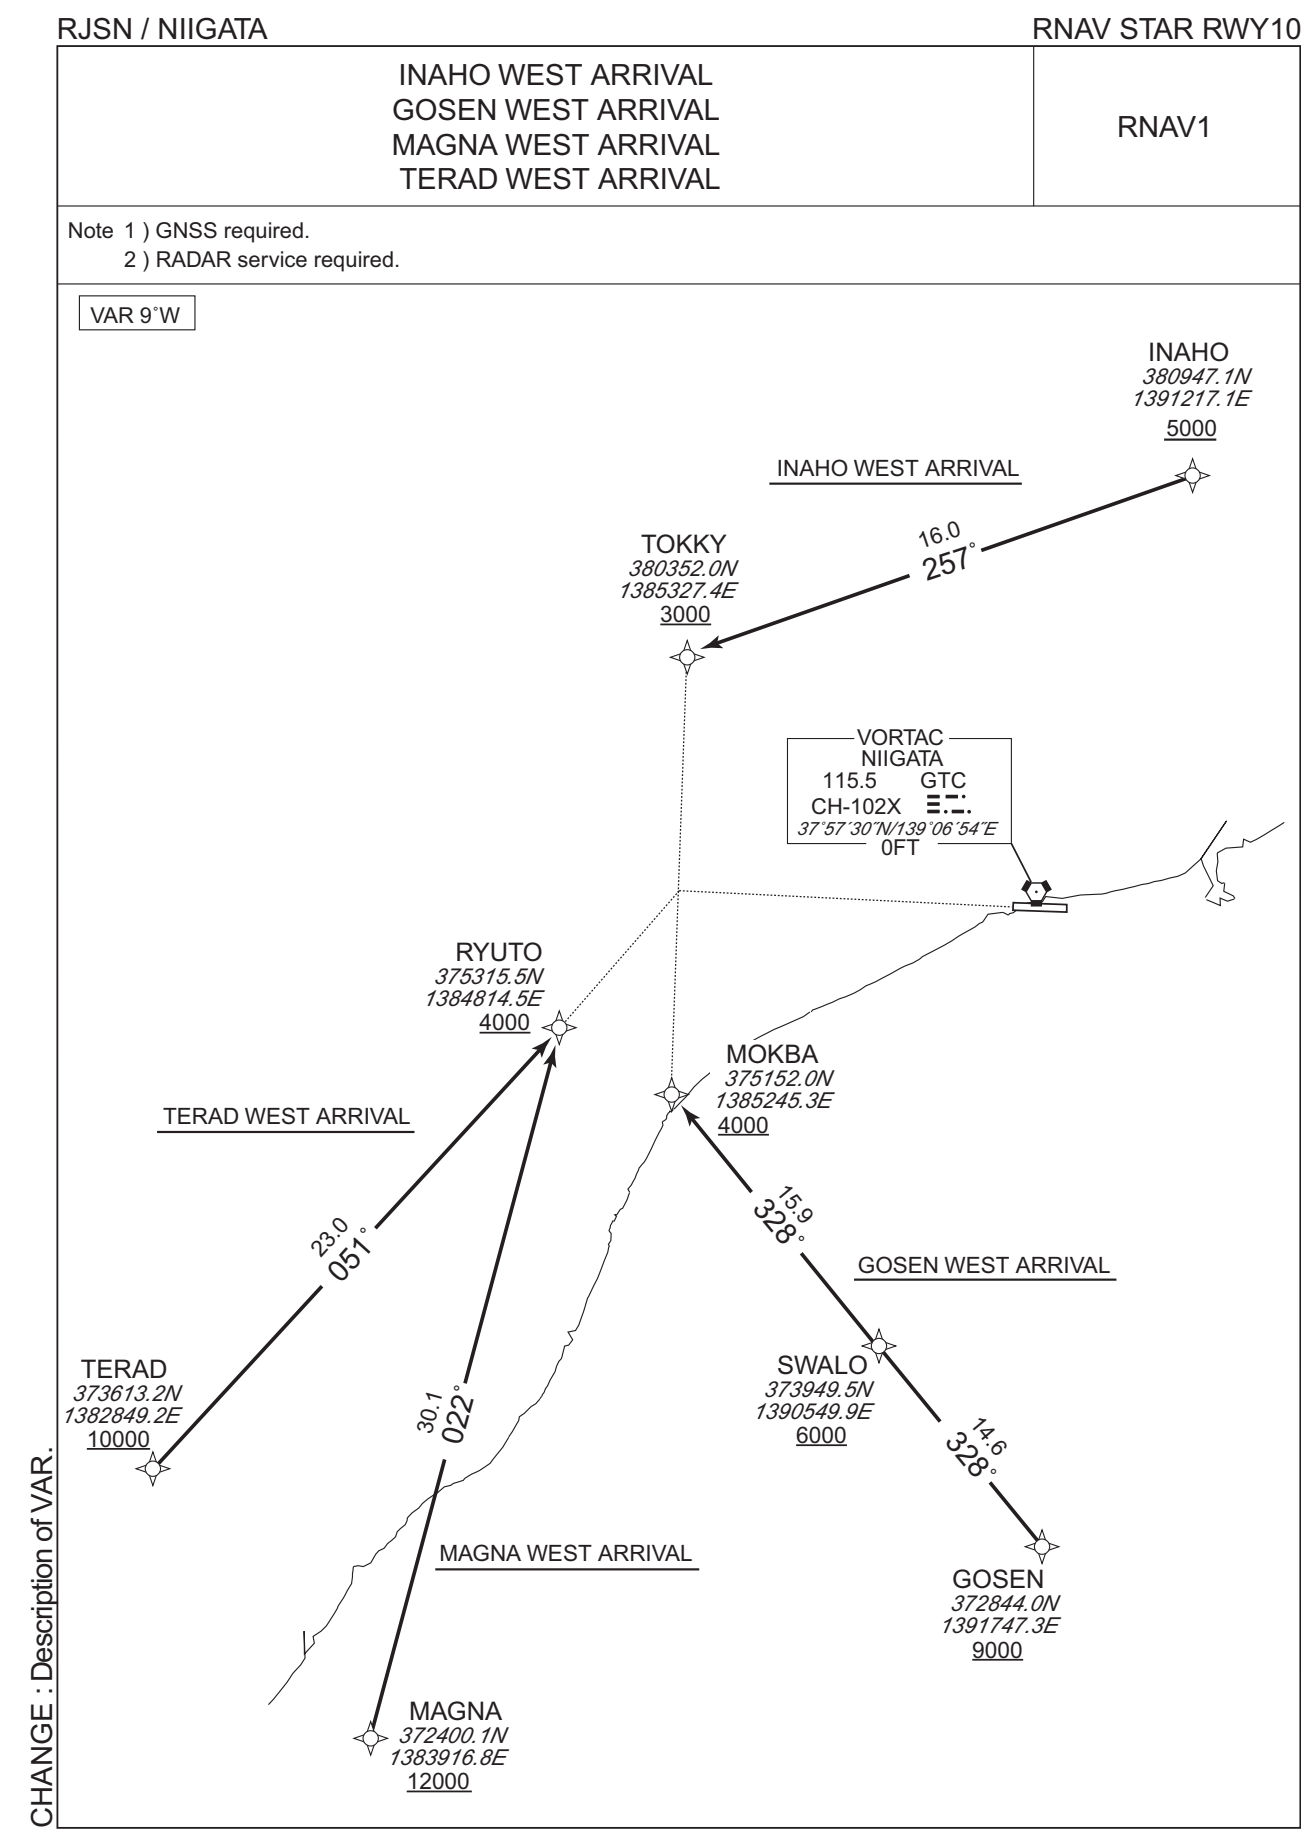 RJSN / NIIGATA
RNAV STAR RWY10
INAHO WEST ARRIVAL
GOSEN WEST ARRIVAL
MAGNA WEST ARRIVAL
TERAD WEST ARRIVAL
RNAV1
Note 1 ) GNSS required.
2 ) RADAR service required.
VAR 9°W
INAHO
380947.1N
1391217.1E
5000
INAHO WEST ARRIVAL
16.0
257°
TOKKY
380352.0N
1385327.4E
3000
VORTAC
NIIGATA
115.5 GTC
CH-102X
37°57′30″N/139°06′54″E
0FT
RYUTO
375315.5N
1384814.5E
4000
MOKBA
375152.0N
1385245.3E
4000
TERAD WEST ARRIVAL
15.9
328°
23.0
051°
GOSEN WEST ARRIVAL
TERAD
373613.2N
1382849.2E
10000
SWALO
373949.5N
1390549.9E
6000
30.1
022°
14.6
328°
MAGNA WEST ARRIVAL
GOSEN
372844.0N
1391747.3E
9000
MAGNA
372400.1N
1383916.8E
12000
CHANGE : Description of VAR.